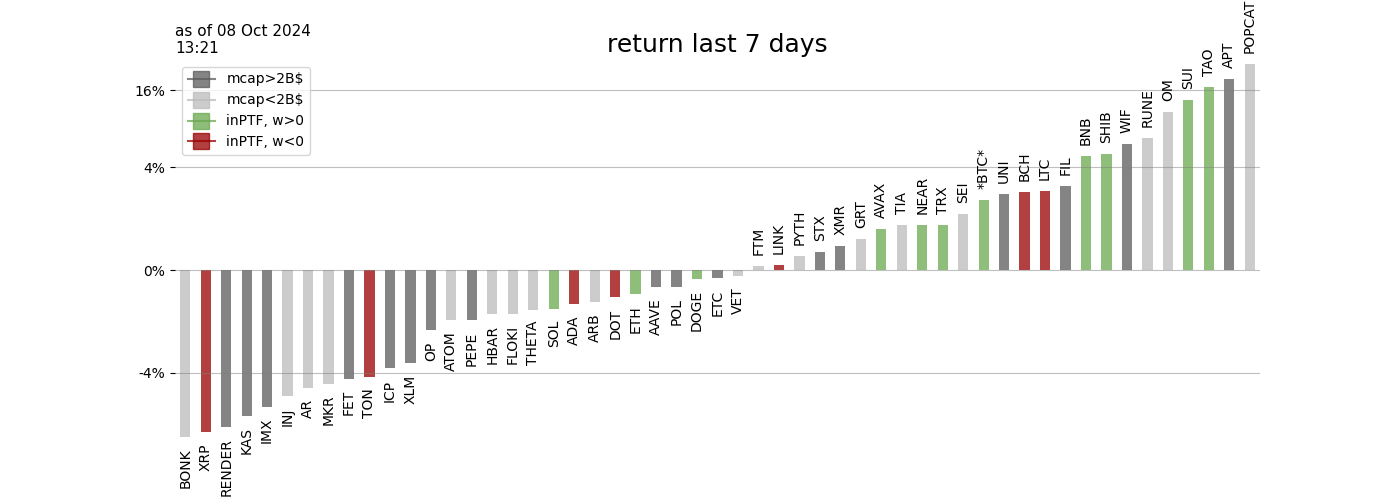 as of 08 Oct 2024
13:21
return last 7 days
mcap>2B$
mcap<2B$
inPTF, w>0
inPTF, w<0
16%
4%
0%
-4%
BONK
XRP
RENDER
KAS
IMX
INJ
AR
MKR
FET
TON
ICP
XLM
OP
ATOM
PEPE
HBAR
FLOKI
THETA
SOL
ADA
ARB
DOT
ETH
AAVE
POL
DOGE
ETC
VET
FTM
LINK
PYTH
STX
XMR
GRT
AVAX
TIA
NEAR
TRX
SEI
*BTC*
UNI
BCH
LTC
FIL
BNB
SHIB
WIF
RUNE
OM
SUI
TAO
APT
POPCAT